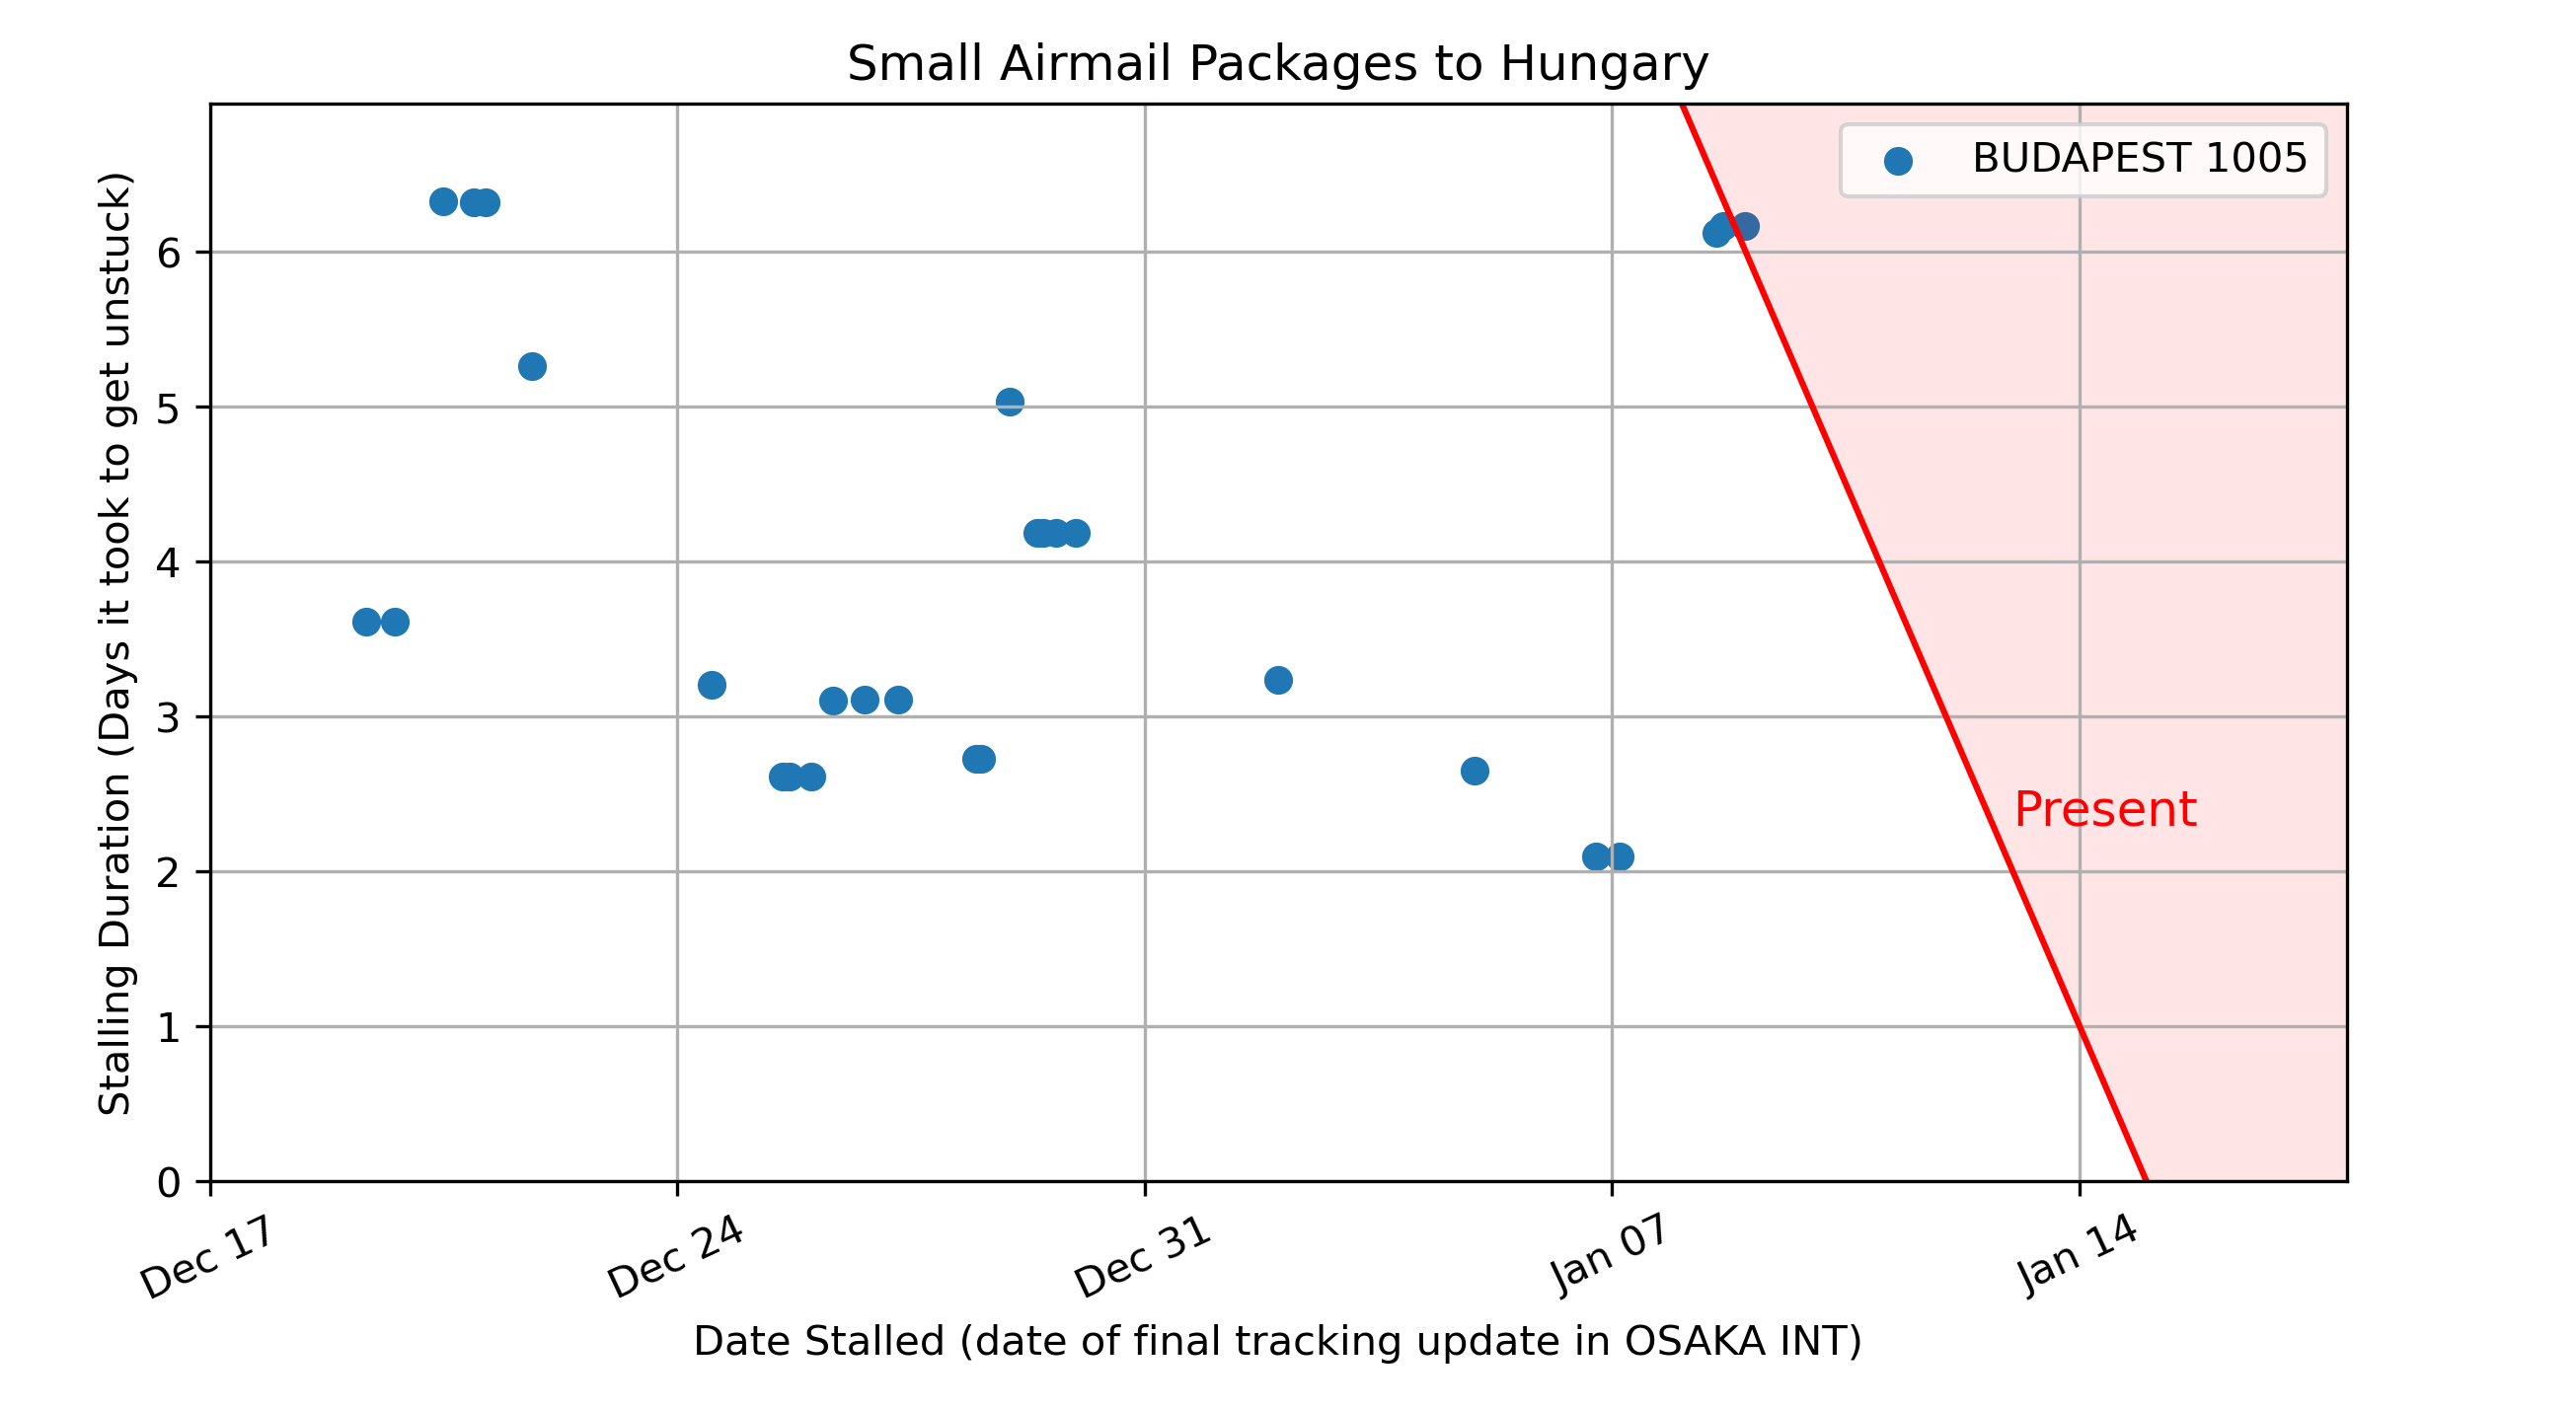 Small Airmail Packages to Hungary
BUDAPEST 1005
Stalling Duration (Days it took to get unstuck)
6
5
4
3
2
1
0
Present
Dec 17
Dec 24
Dec 31
Jan 07
Jan 14
Date Stalled (date of final tracking update in OSAKA INT)